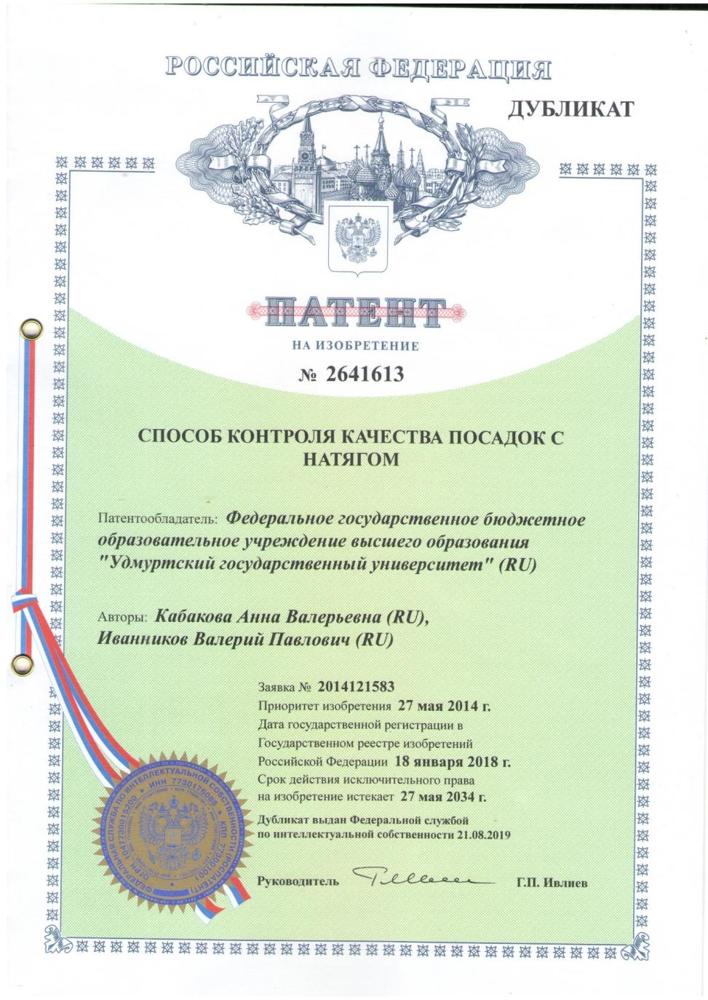 РОССИЙСКАЯ ФЕДЕРАЦИЯ
ДУБЛИКАТ
ПАТЕНТ
НА ИЗОБРЕТЕНИЕ
№ 2641613
СПОСОБ КОНТРОЛЯ КАЧЕСТВА ПОСАДОК С
НАТЯГОМ
Патентообладатель: Федеральное государственное бюджетное
образовательное учреждение высшего образования
"Удмуртский государственный университет" (RU)
Авторы: Кабакова Анна Валерьевна (RU),
Иванников Валерий Павлович (RU)
Заявка № 2014121583
Приоритет изобретения 27 мая 2014 г.
Дата государственной регистрации в
Государственном реестре изобретений
Российской Федерации 18 января 2018 г.
Срок действия исключительного права
на изобретение истекает 27 мая 2034 г.
Дубликат выдан Федеральной службой
по интеллектуальной собственности 21.08.2019
Руководитель Г.П. Ивлиев
ФЕДЕРАЛЬНАЯ СЛУЖБА ПО ИНТЕЛЛЕКТУАЛЬНОЙ СОБСТВЕННОСТИ (РОСПАТЕНТ)
ОГРН 1047730015200 * ИНН 7730176088 * КПП 773001001